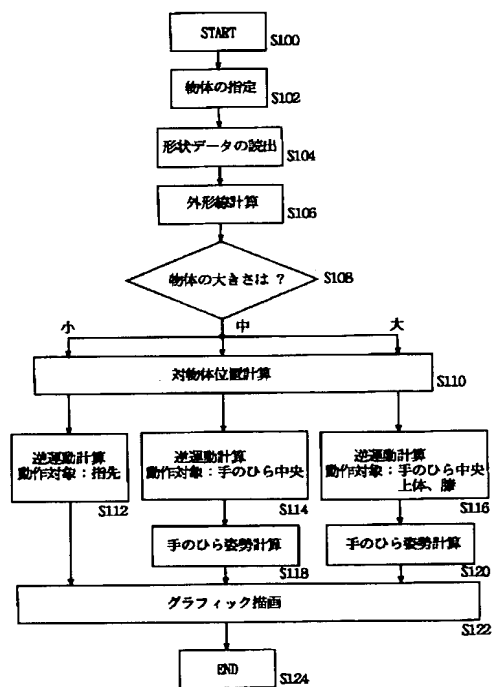 START
S100
物体の指定
S102
形状データの読出
S104
外形線計算
S106
物体の大きさは ?
S108
小
中
大
対物体位置計算
S110
逆運動計算
動作対象：指先
S112
逆運動計算
動作対象：手のひら中央
S114
逆運動計算
動作対象：手のひら中央
上体、膝
S116
手のひら姿勢計算
S118
手のひら姿勢計算
S120
グラフィック描画
S122
END
S124